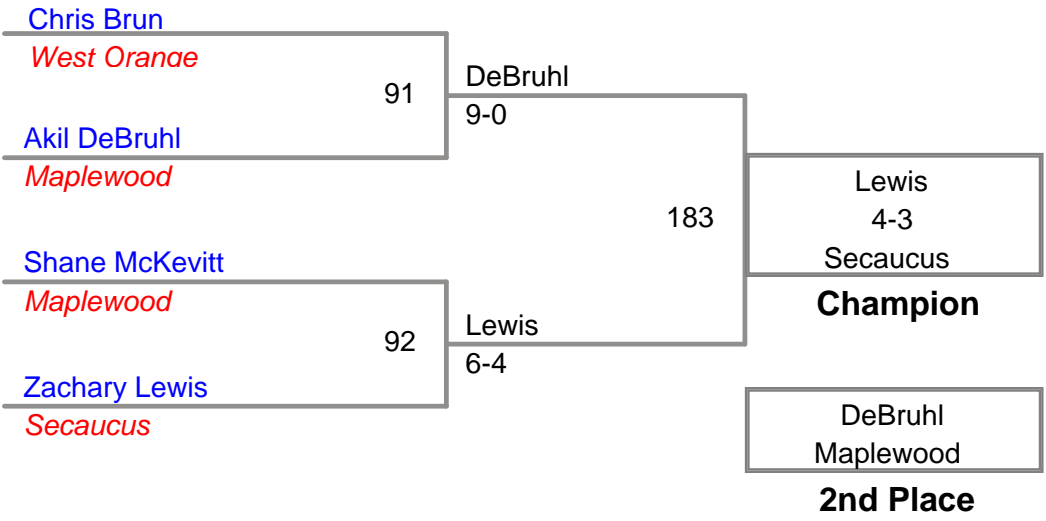 Chris Brun
West Orange
91
DeBruhl
9-0
Akil DeBruhl
Maplewood
183
Lewis
4-3
Secaucus
Champion
Shane McKevitt
Maplewood
92
Lewis
6-4
Zachary Lewis
Secaucus
DeBruhl
Maplewood
2nd Place